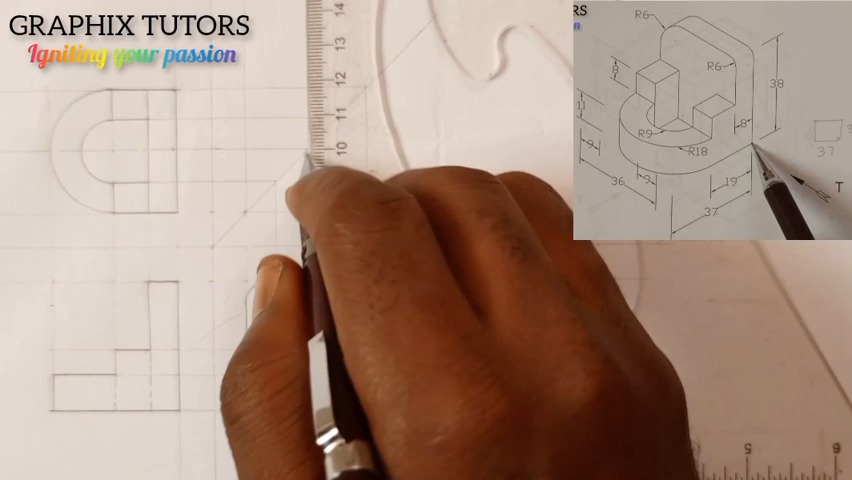 GRAPHIX TUTORS
Igniting your passion
14
13
12
11
10
5
6
RS
n
R6
R6
8
38
11
8
R9
R18
9
9
19
36
37
37
T